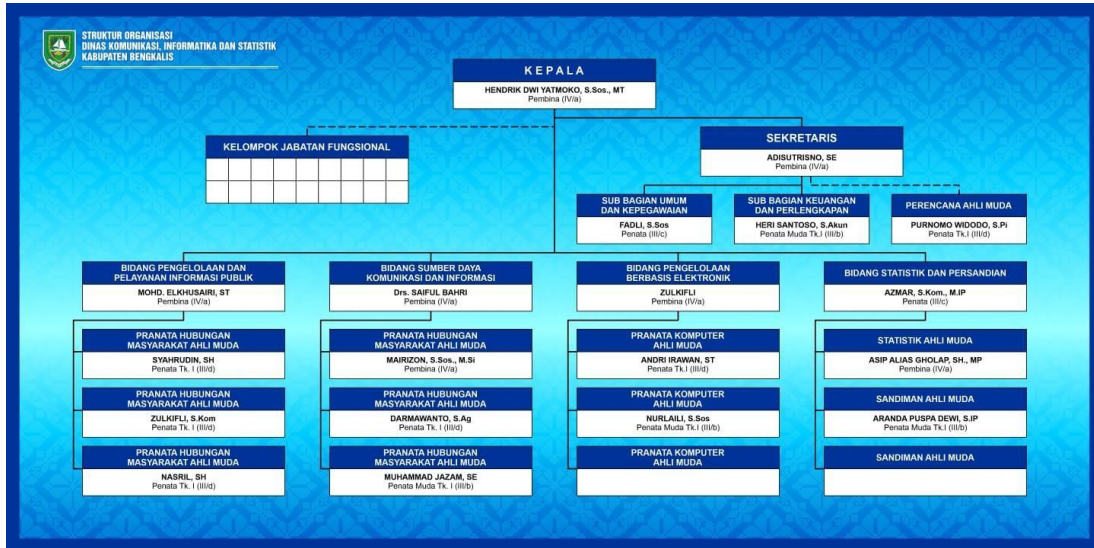 STRUKTUR ORGANISASI
DINAS KOMUNIKASI, INFORMATIKA DAN STATISTIK
KABUPATEN BENGKALIS
KEPALA
HENDRIK DWI YATMOKO, S.Sos., MT
Pembina (IV/a)
KELOMPOK JABATAN FUNGSIONAL
SEKRETARIS
ADISUTRISNO, SE
Pembina (IV/a)
SUB BAGIAN UMUM
DAN KEPEGAWAIAN
FADLI, S.Sos
Penata (III/c)
SUB BAGIAN KEUANGAN
DAN PERLENGKAPAN
HERI SANTOSO, S.Akun
Penata Muda Tk.I (III/b)
PERENCANA AHLI MUDA
PURNOMO WIDODO, S.Pi
Penata Tk.I (III/d)
BIDANG PENGELOLAAN DAN
PELAYANAN INFORMASI PUBLIK
MOHD. ELKHUSAIRI, ST
Pembina (IV/a)
PRANATA HUBUNGAN
MASYARAKAT AHLI MUDA
SYAHRUDIN, SH
Penata Tk. I (III/d)
PRANATA HUBUNGAN
MASYARAKAT AHLI MUDA
ZULKIFLI, S.Kom
Penata Tk. I (III/d)
PRANATA HUBUNGAN
MASYARAKAT AHLI MUDA
NASRIL, SH
Penata Tk. I (III/d)
BIDANG SUMBER DAYA
KOMUNIKASI DAN INFORMASI
Drs. SAIFUL BAHRI
Pembina (IV/a)
PRANATA HUBUNGAN
MASYARAKAT AHLI MUDA
MAIRIZON, S.Sos., M.Si
Pembina (IV/a)
PRANATA HUBUNGAN
MASYARAKAT AHLI MUDA
DARMAWANTO, S.Ag
Penata Tk. I (III/d)
PRANATA HUBUNGAN
MASYARAKAT AHLI MUDA
MUHAMMAD JAZAM, SE
Penata Muda Tk. I (III/b)
BIDANG PENGELOLAAN
BERBASIS ELEKTRONIK
ZULKIFLI
Pembina (IV/a)
PRANATA KOMPUTER
AHLI MUDA
ANDRI IRAWAN, ST
Penata Tk.I (III/d)
PRANATA KOMPUTER
AHLI MUDA
NURLAILI, S.Sos
Penata Muda Tk.I (III/b)
PRANATA KOMPUTER
AHLI MUDA
BIDANG STATISTIK DAN PERSANDIAN
AZMAR, S.Kom., M.IP
Penata (III/c)
STATISTIK AHLI MUDA
ASIP ALIAS GHOLAP, SH., MP
Pembina (IV/a)
SANDIMAN AHLI MUDA
ARANDA PUSPA DEWI, S.IP
Penata Muda Tk.I (III/b)
SANDIMAN AHLI MUDA